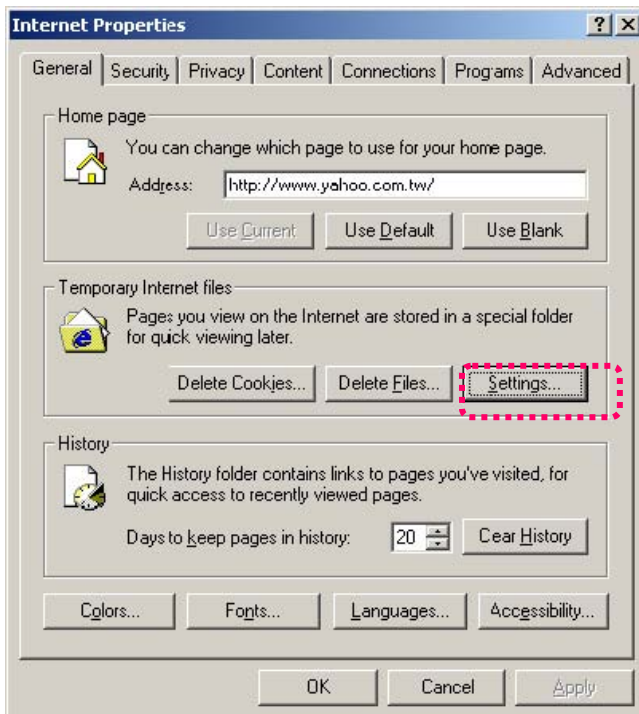 Internet Properties
General Security Privacy Content Connections Programs Advanced
Home page
You can change which page to use for your home page.
Address: http://www.yahoo.com.tw/
Use Current Use Default Use Blank
Temporary Internet files
Pages you view on the Internet are stored in a special folder
for quick viewing later.
Delete Cookies... Delete Files... Settings...
History
The History folder contains links to pages you've visited, for
quick access to recently viewed pages.
Days to keep pages in history: 20 Cear History
Colors... Fonts... Languages... Accessibility...
OK Cancel Apply